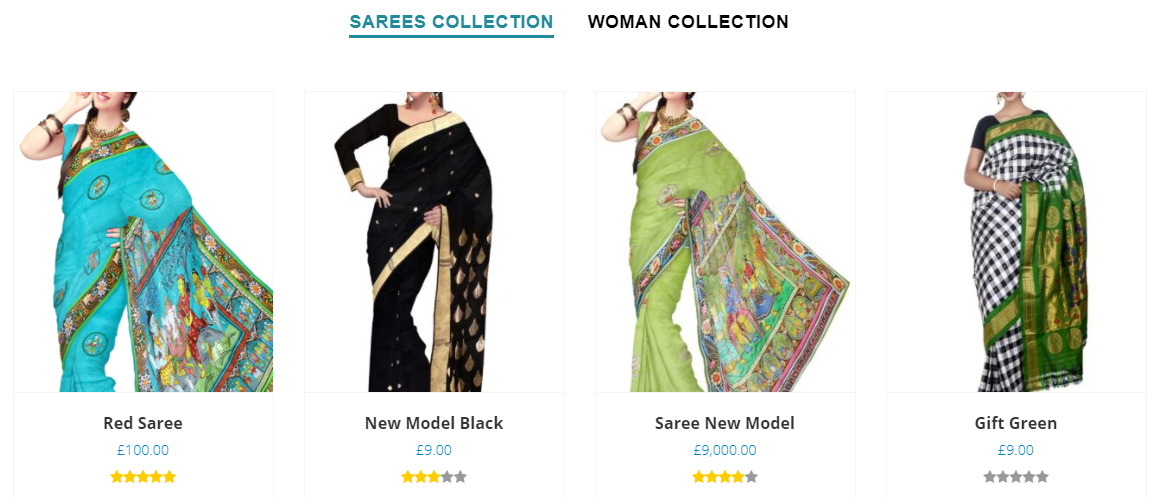 SAREES COLLECTION WOMAN COLLECTION
Red Saree New Model Black Saree New Model Gift Green
£100.00 £9.00 £9,000.00 £9.00